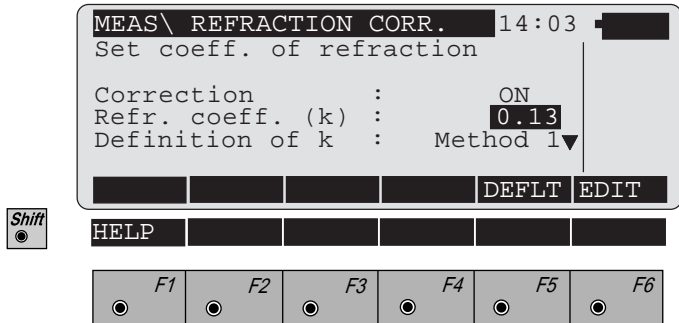 MEAS\ REFRACTION CORR. 14:03
Set coeff. of refraction
Correction : ON
Refr. coeff. (k) : 0.13
Definition of k : Method 1
DEFLT EDIT
Shift
HELP
F1 F2 F3 F4 F5 F6